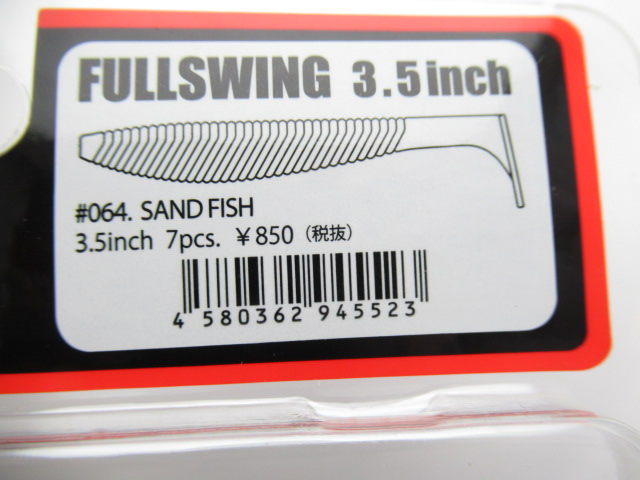 FULLSWING 3.5inch
#064. SAND FISH
3.5inch 7pcs. ¥850 (税抜)
4 580362 945523